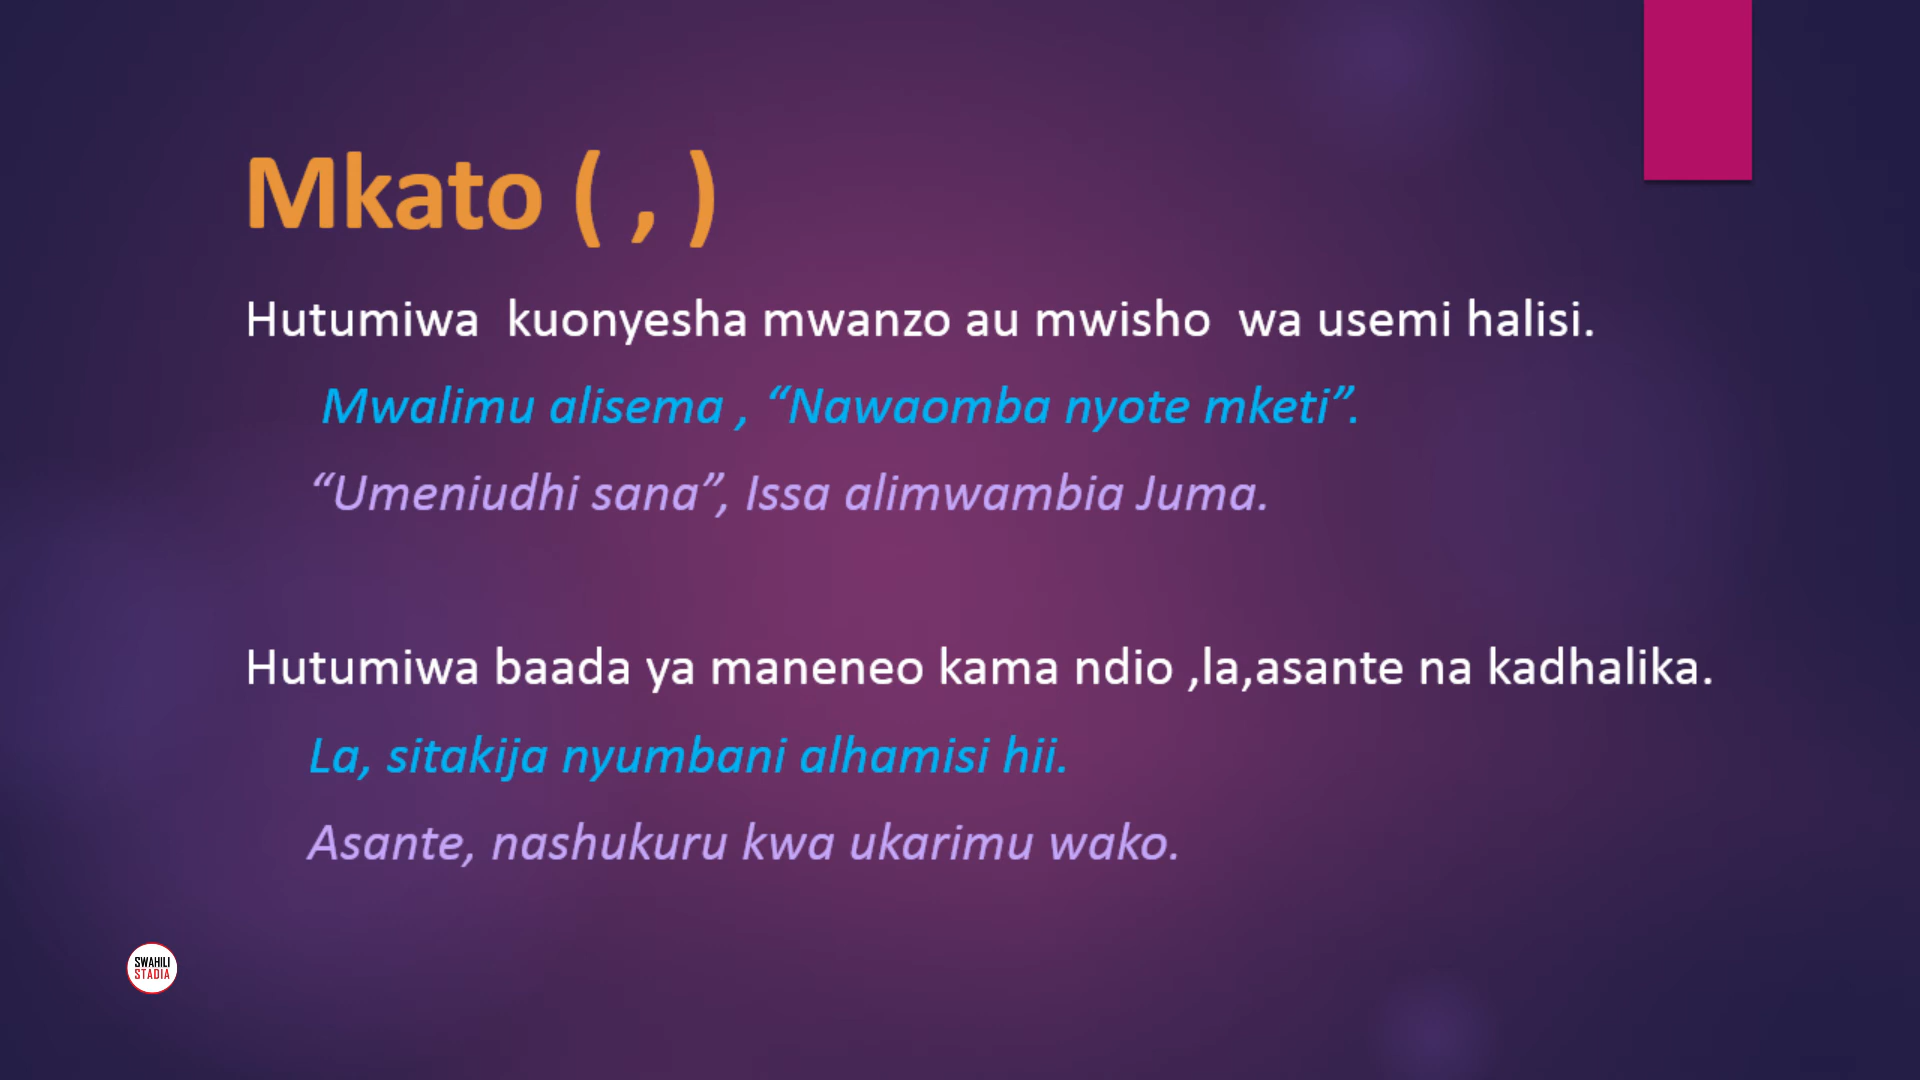 Mkato ( , )
Hutumiwa  kuonyesha mwanzo au mwisho  wa usemi halisi.
Mwalimu alisema , “Nawaomba nyote mketi”.
“Umeniudhi sana”, Issa alimwambia Juma.
Hutumiwa baada ya maneneo kama ndio ,la,asante na kadhalika.
La, sitakija nyumbani alhamisi hii.
Asante, nashukuru kwa ukarimu wako.
SWAHILI
STADIA